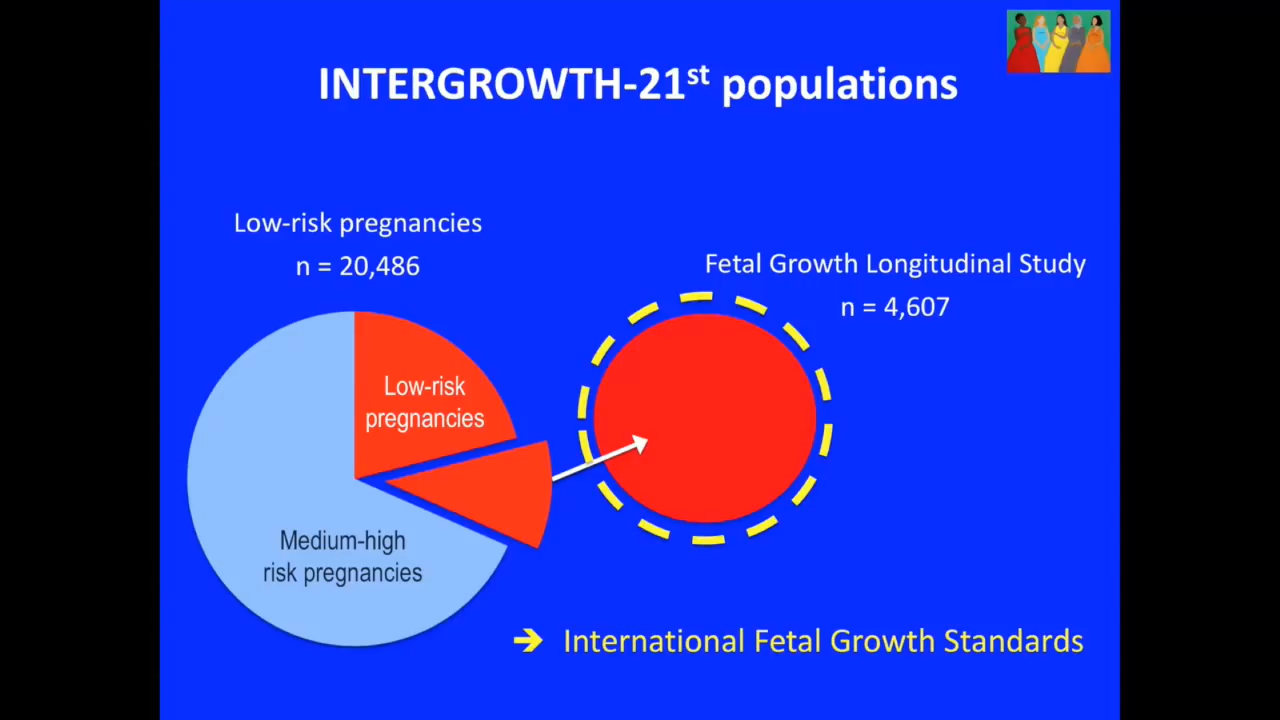 INTERGROWTH-21st populations
Low-risk pregnancies
n = 20,486
Fetal Growth Longitudinal Study
n = 4,607
Low-risk
pregnancies
Medium-high
risk pregnancies
➔ International Fetal Growth Standards